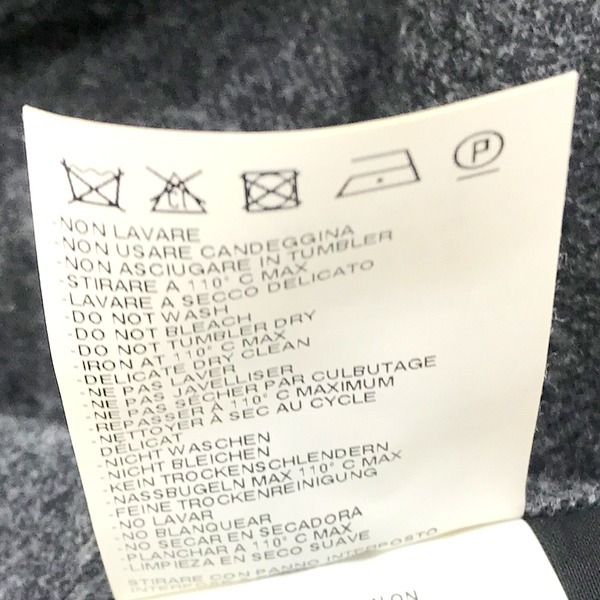 CL
P
-NON LAVARE
-NON USARE CANDEGGINA
-NON ASCIUGARE IN TUMBLER
-STIRARE A 110° C MAX
-LAVARE A SECCO DELICATO
-DO NOT WASH
-DO NOT BLEACH
-DO NOT TUMBLER DRY
-IRON AT 110° C MAX
-DELICATE DRY CLEAN
-NE PAS LAVER
-NE PAS JAVELLISER
-NE PAS SECHER PAR CULBUTAGE
-REPASSER A 110° C MAXIMUM
-NETTOYER A SEC AU CYCLE
DELICAT
-NICHT WASCHEN
-NICHT BLEICHEN
-KEIN TROCKENSCHLENDERN
-NASSBUGELN MAX 110° C MAX
-FEINE TROCKENREINIGUNG
-NO LAVAR
-NO BLANQUEAR
-NO SECAR EN SECADORA
-PLANCHAR A 110° C MAX
-LIMPIEZA EN SECO SUAVE
STIRARE CON PANNO INTERPOSTO